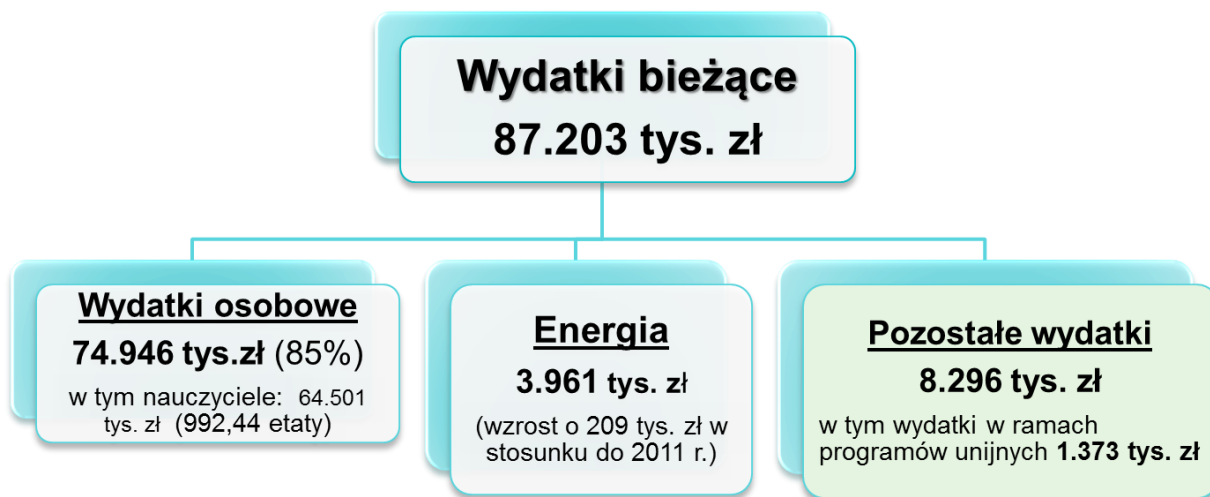 Wydatki bieżące
87.203 tys. zł
Wydatki osobowe
74.946 tys.zł (85%)
w tym nauczyciele: 64.501
tys. zł (992,44 etaty)
Energia
3.961 tys. zł
(wzrost o 209 tys. zł w
stosunku do 2011 r.)
Pozostałe wydatki
8.296 tys. zł
w tym wydatki w ramach
programów unijnych 1.373 tys. zł